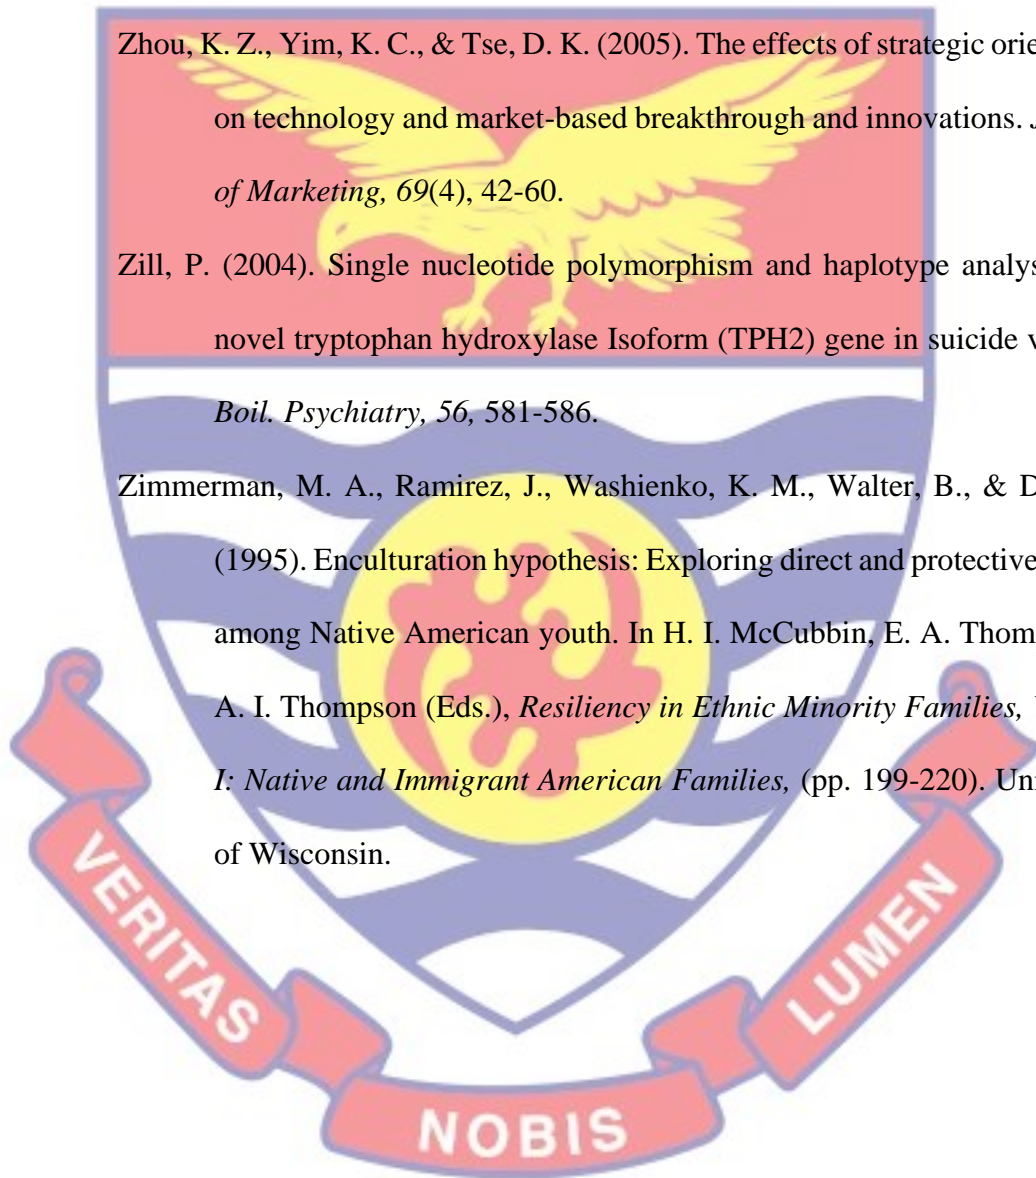 Zhou, K. Z., Yim, K. C., & Tse, D. K. (2005). The effects of strategic
on technology and market-based breakthrough and innovations.
of Marketing, 69(4), 42-60.
Zill, P. (2004). Single nucleotide polymorphism and haplotype
novel tryptophan hydroxylase Isoform (TPH2) gene in suicide
Boil. Psychiatry, 56, 581-586.
Zimmerman, M. A., Ramirez, J., Washienko, K. M., Walter, B., &
(1995). Enculturation hypothesis: Exploring direct and protective
among Native American youth. In H. I. McCubbin, E. A.
A. I. Thompson (Eds.), Resiliency in Ethnic Minority Families,
I: Native and Immigrant American Families, (pp. 199-220).
of Wisconsin.
VERITAS
NOBIS
LUMEN